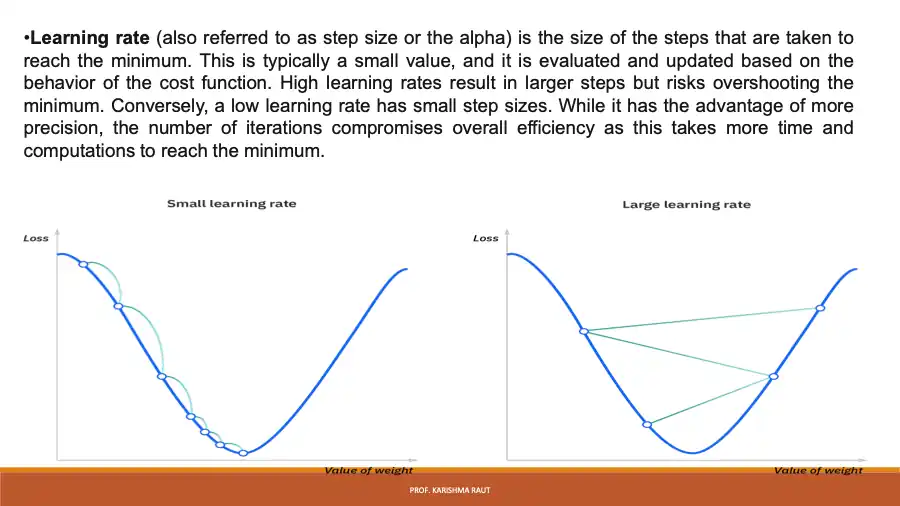 •Learning rate (also referred to as step size or the alpha) is the size of the steps that are taken to
reach the minimum. This is typically a small value, and it is evaluated and updated based on the
behavior of the cost function. High learning rates result in larger steps but risks overshooting the
minimum. Conversely, a low learning rate has small step sizes. While it has the advantage of more
precision, the number of iterations compromises overall efficiency as this takes more time and
computations to reach the minimum.
Small learning rate
Loss
Value of weight
Large learning rate
Loss
Value of weight
PROF. KARISHMA RAUT